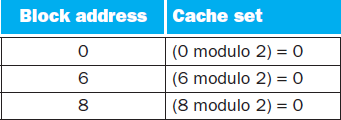 Block address Cache set
0 (0 modulo 2) = 0
6 (6 modulo 2) = 0
8 (8 modulo 2) = 0